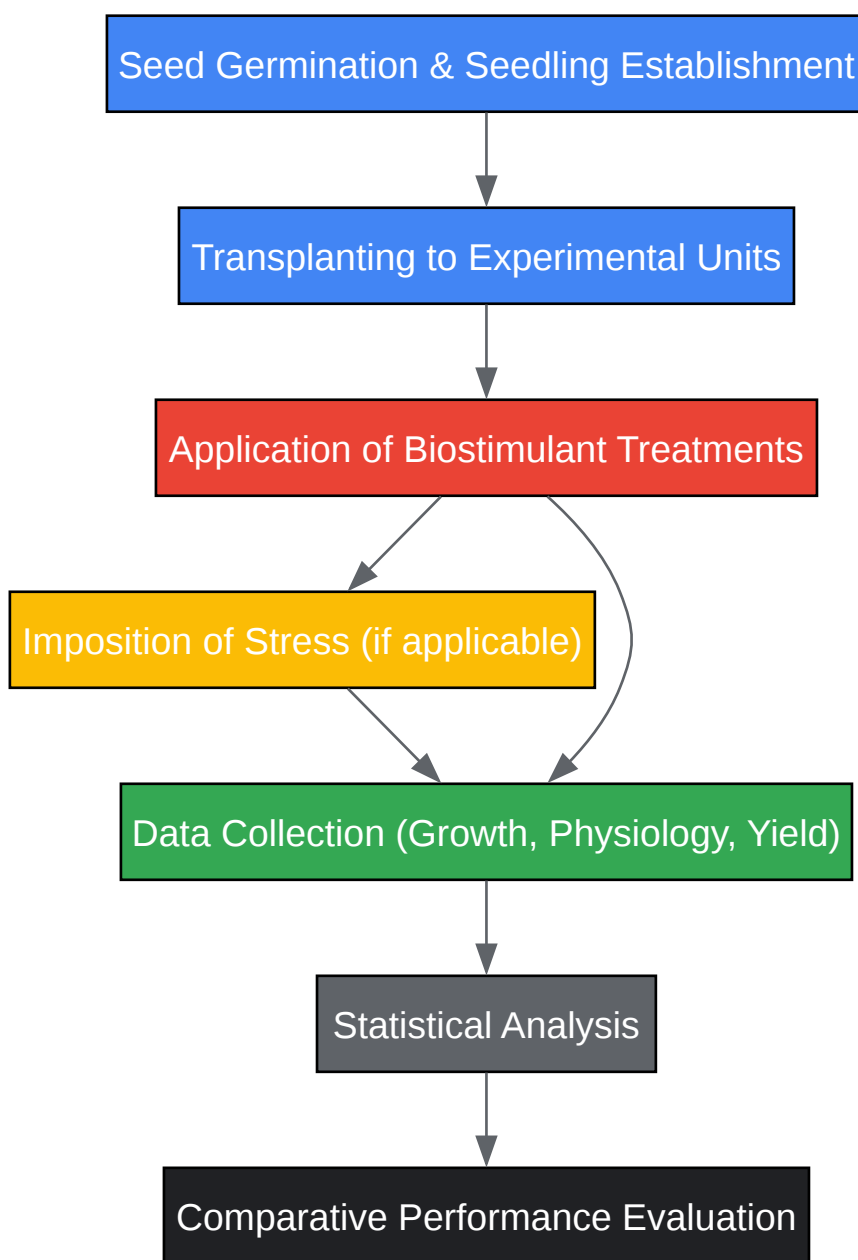 Seed Germination & Seedling Establishment
Transplanting to Experimental Units
Application of Biostimulant Treatments
Imposition of Stress (if applicable)
Data Collection (Growth, Physiology, Yield)
Statistical Analysis
Comparative Performance Evaluation